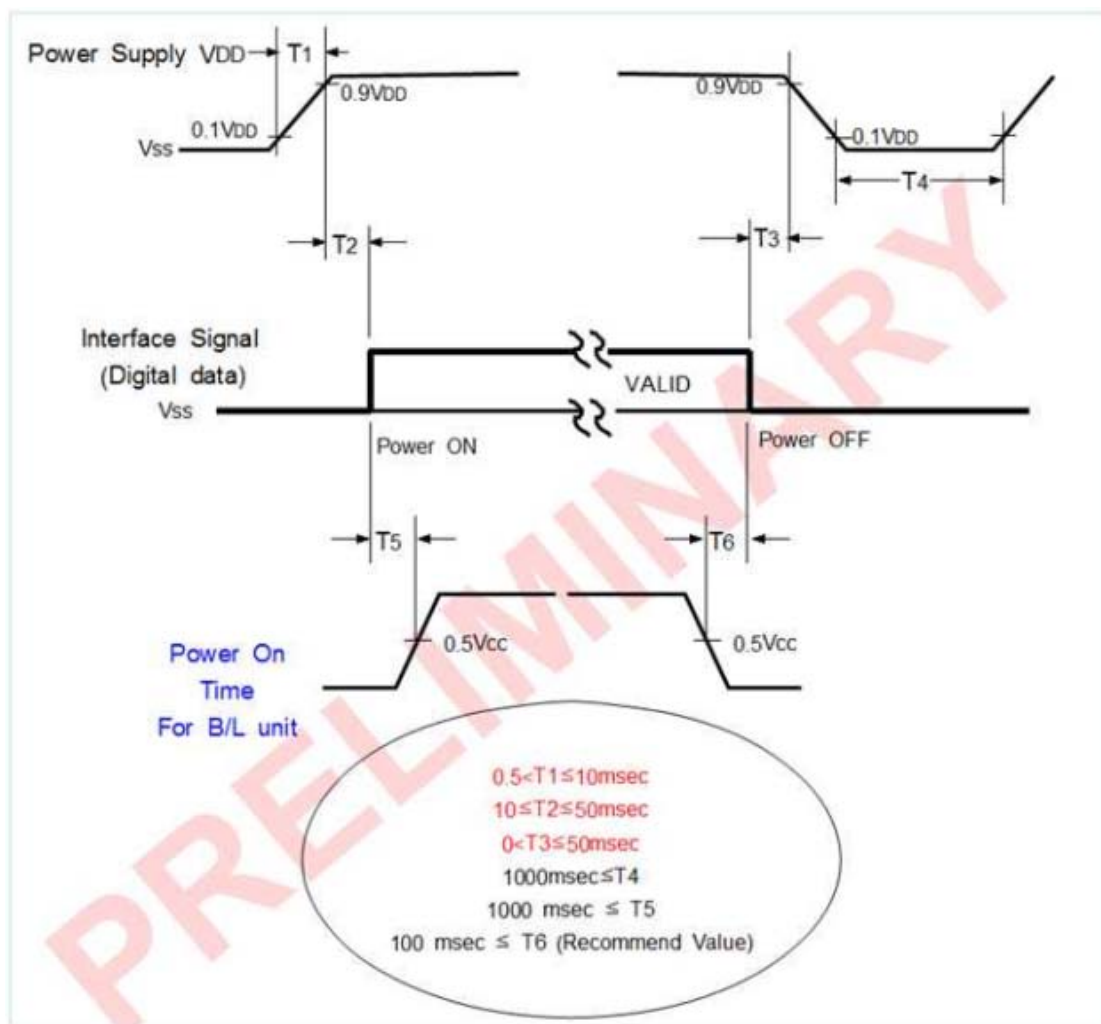 Power Supply VDD
T1
0.9VDD
0.9VDD
0.1VDD
-0.1VDD
Vss
T4
T2
T3
Interface Signal
(Digital data)
VALID
Vss
Power ON
Power OFF
T5
T6
0.5Vcc
0.5Vcc
Power On
Time
For B/L unit
0.5<T1≤10msec
10≤T2≤50msec
0<T3≤50msec
1000msec≤T4
1000 msec ≤ T5
100 msec ≤ T6 (Recommend Value)
PRELIMINARY